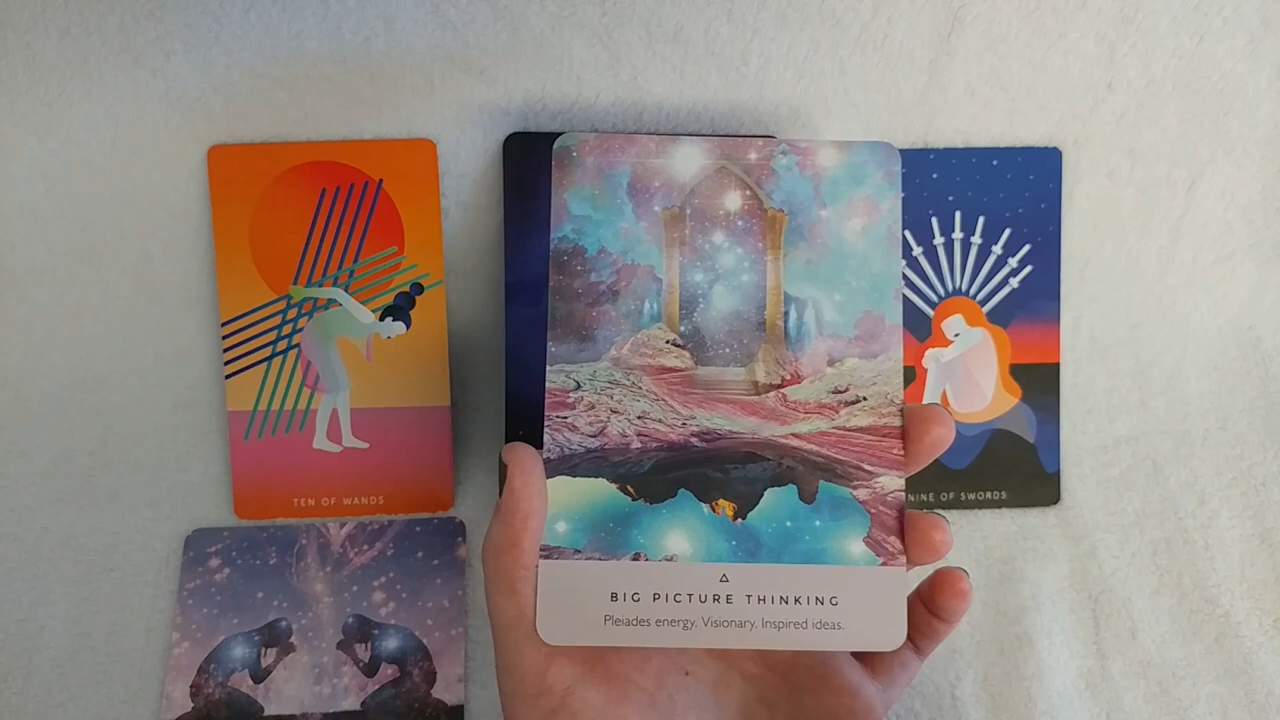 TEN OF WANDS
NINE OF SWORDS
BIG PICTURE THINKING
Pleiades energy. Visionary. Inspired ideas.